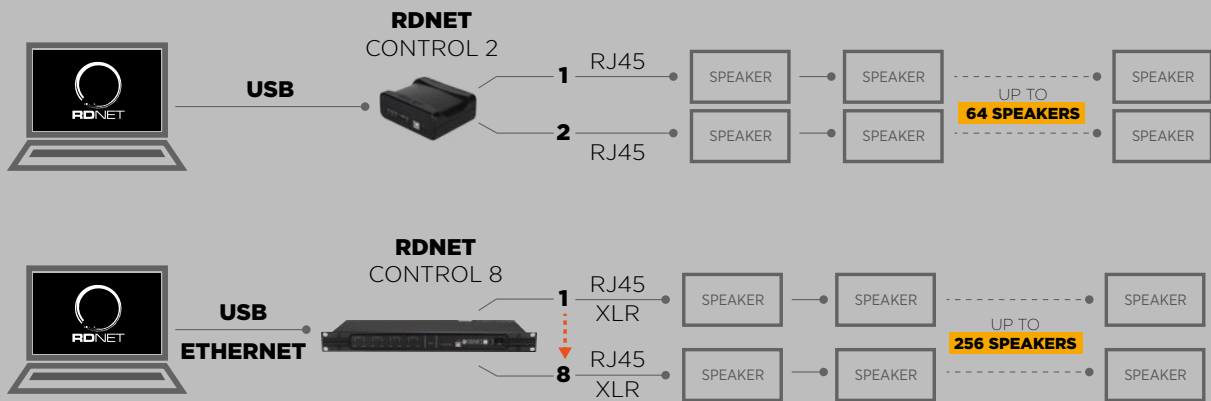 RDNET
CONTROL 2
RDNET
USB
1
RJ45
SPEAKER
SPEAKER
SPEAKER
UP TO
64 SPEAKERS
2
RJ45
SPEAKER
SPEAKER
SPEAKER
RDNET
CONTROL 8
RDNET
USB
ETHERNET
1
RJ45
XLR
SPEAKER
SPEAKER
SPEAKER
UP TO
256 SPEAKERS
8
RJ45
XLR
SPEAKER
SPEAKER
SPEAKER